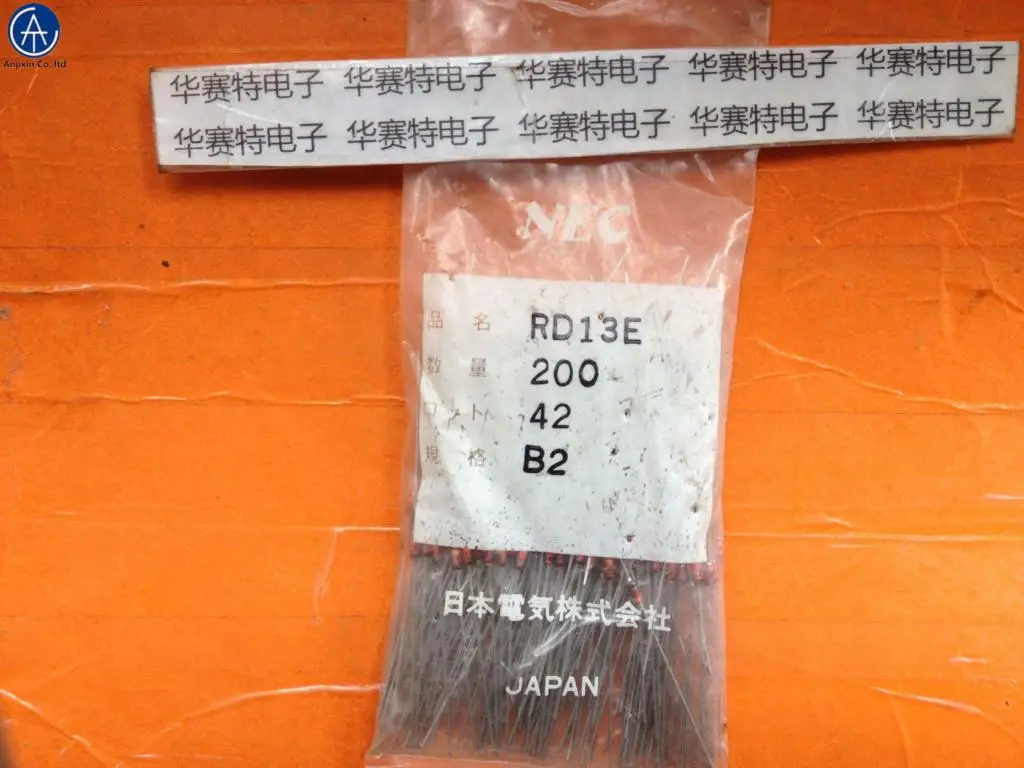 Anjixin Co.,ltd
华赛特电子 华赛特电子 华赛特电子 华赛特电子 华赛特电子
华赛特电子 华赛特电子 华赛特电子 华赛特电子 华赛特电子
NEC
品 名 RD13E
数 量 200
ロット 42
規 格 B2
日本電気株式会社
JAPAN